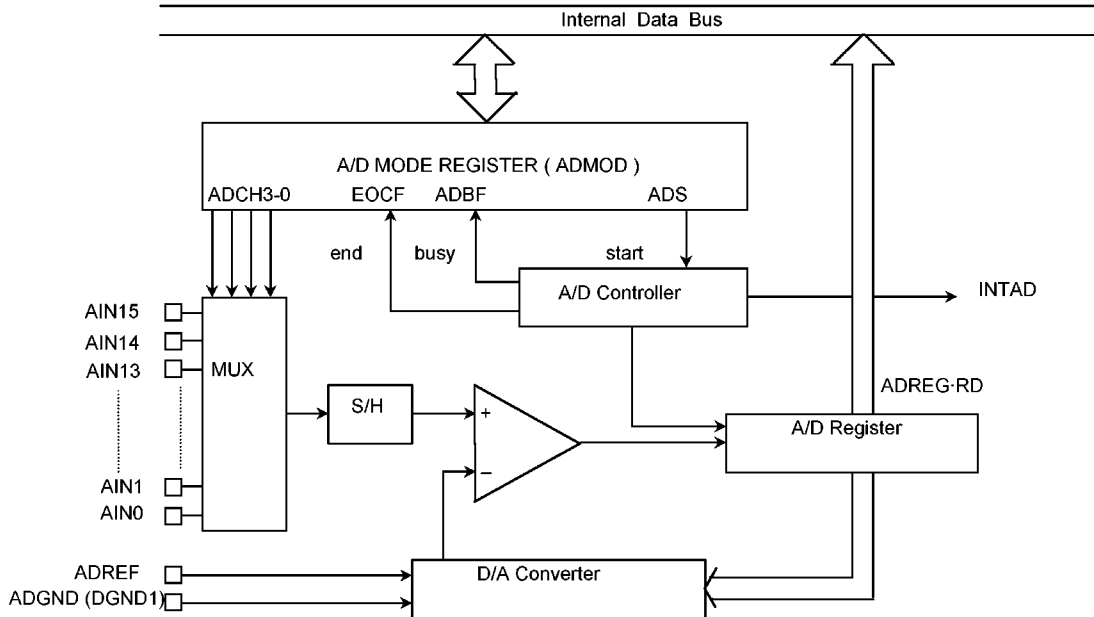 Internal Data Bus
A/D MODE REGISTER ( ADMOD )
ADCH3-0 EOCF ADBF ADS
end busy start
A/D Controller
INTAD
AIN15
AIN14
AIN13
MUX
ADREG·RD
S/H
+
A/D Register
−
AIN1
AIN0
ADREF
D/A Converter
ADGND (DGND1)